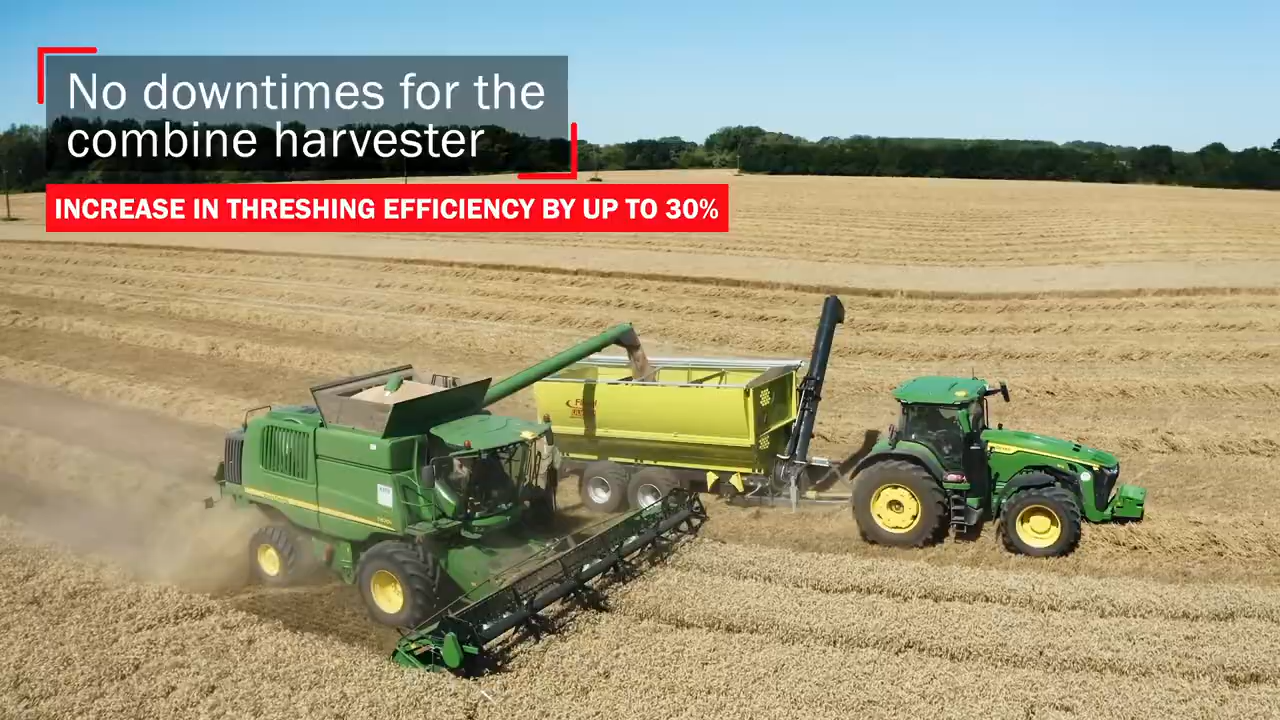 No downtimes for the
combine harvester
INCREASE IN THRESHING EFFICIENCY BY UP TO 30%